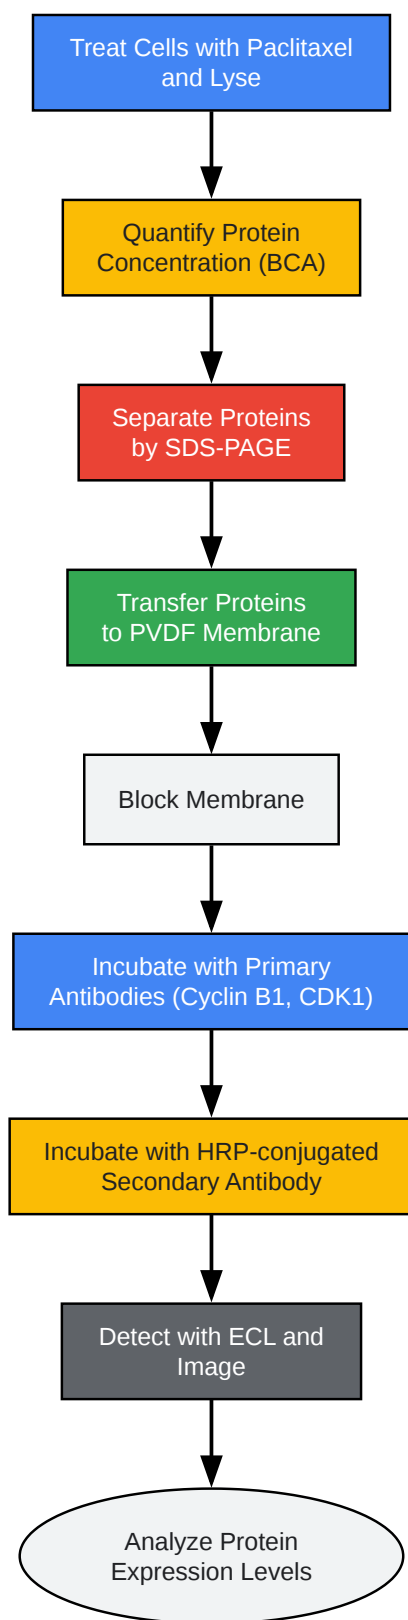 Treat Cells with Paclitaxel
and Lyse
Quantify Protein
Concentration (BCA)
Separate Proteins
by SDS-PAGE
Transfer Proteins
to PVDF Membrane
Block Membrane
Incubate with Primary
Antibodies (Cyclin B1, CDK1)
Incubate with HRP-conjugated
Secondary Antibody
Detect with ECL and
Image
Analyze Protein
Expression Levels